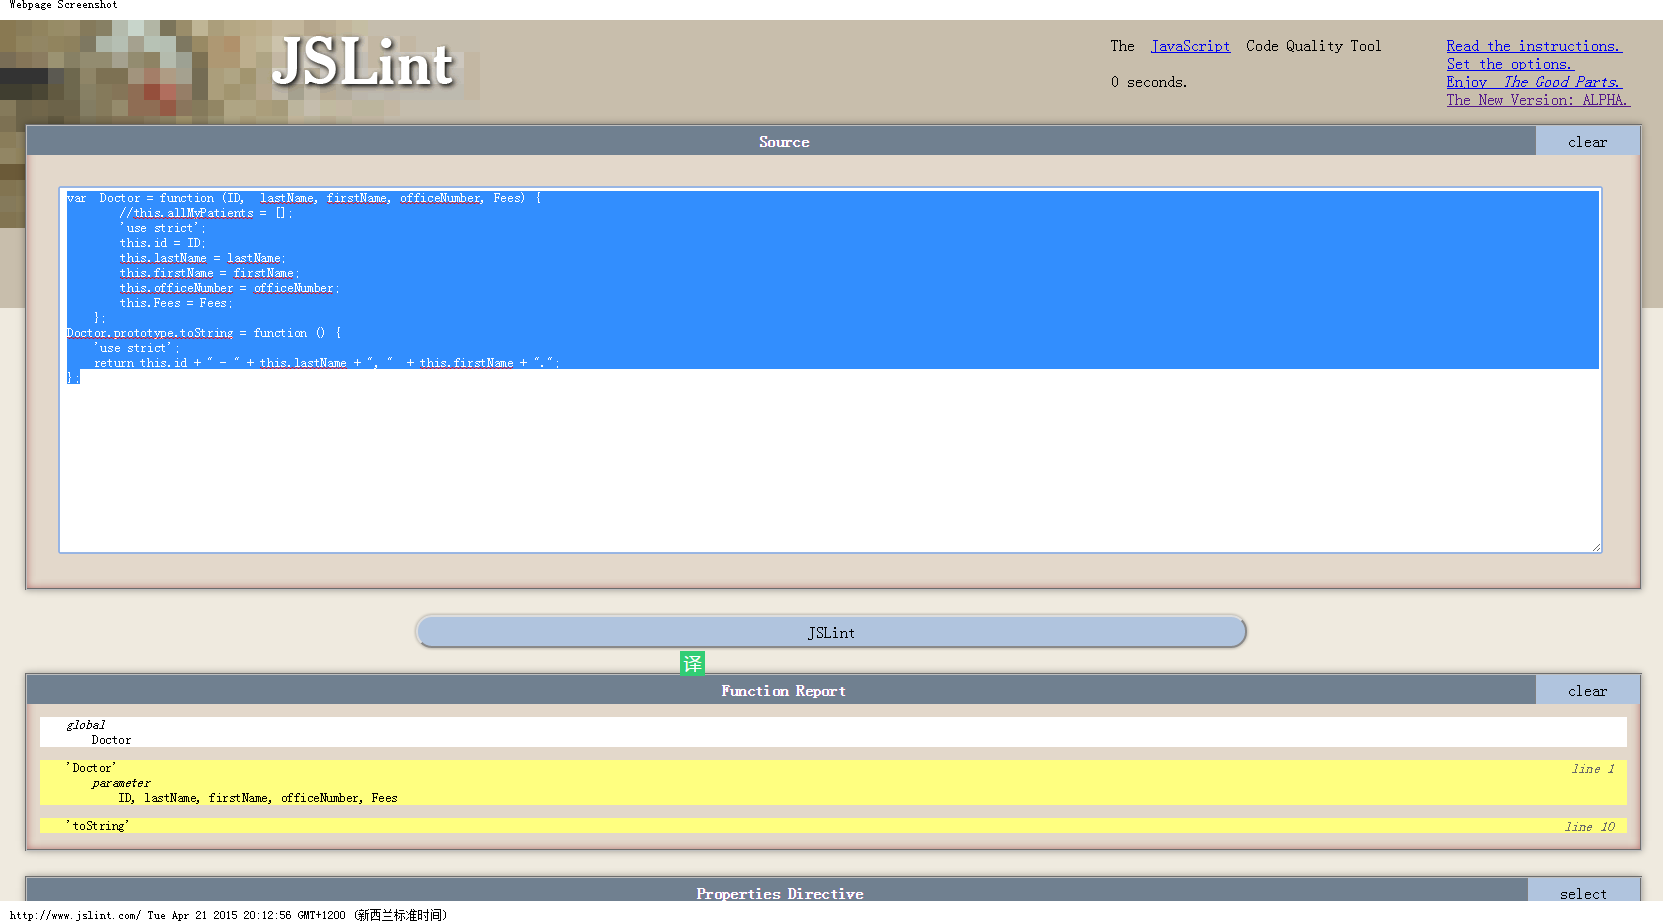 Webpage Screenshot
JSLint
The JavaScript Code Quality Tool
0 seconds.
Read the instructions.
Set the options.
Enjoy The Good Parts.
The New Version: ALPHA.
Source
clear
var  Doctor = function (ID,  lastName, firstName, officeNumber, Fees) {
        //this.allMyPatients = [];
        'use strict';
        this.id = ID;
        this.lastName = lastName;
        this.firstName = firstName;
        this.officeNumber = officeNumber;
        this.Fees = Fees;
    };
Doctor.prototype.toString = function () {
    'use strict';
    return this.id + " - " + this.lastName + ", "  + this.firstName + ".";
};
JSLint
译
Function Report
clear
global
Doctor
'Doctor'
line 1
parameter
ID, lastName, firstName, officeNumber, Fees
'toString'
line 10
Properties Directive
select
http://www.jslint.com/ Tue Apr 21 2015 20:12:56 GMT+1200 (新西兰标准时间)